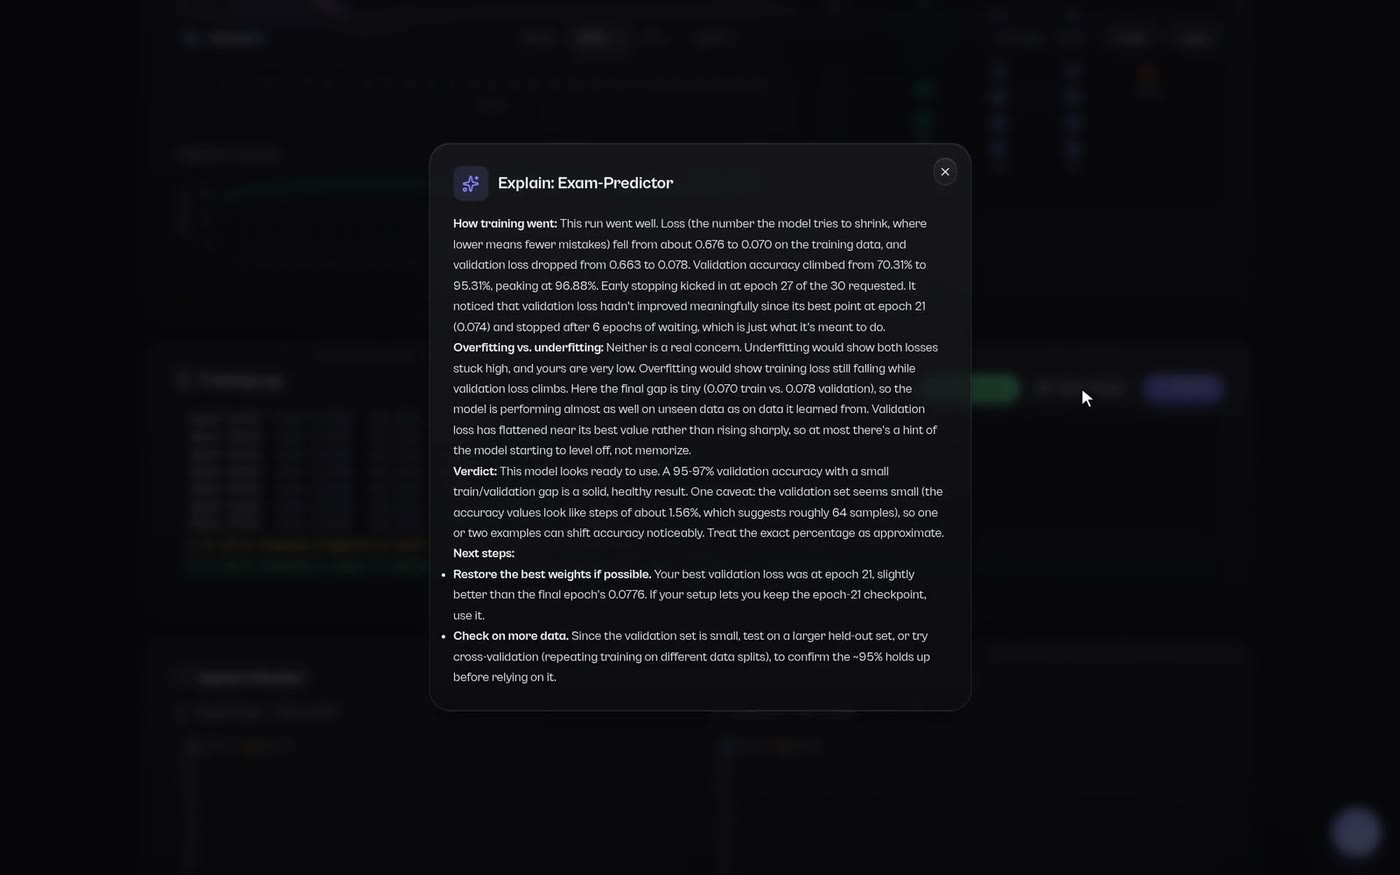 Explain: Exam-Predictor
How training went: This run went well. Loss (the number the model tries to shrink, where
lower means fewer mistakes) fell from about 0.676 to 0.070 on the training data, and
validation loss dropped from 0.663 to 0.078. Validation accuracy climbed from 70.31% to
95.31%, peaking at 96.88%. Early stopping kicked in at epoch 27 of the 30 requested. It
noticed that validation loss hadn't improved meaningfully since its best point at epoch 21
(0.074) and stopped after 6 epochs of waiting, which is just what it's meant to do.
Overfitting vs. underfitting: Neither is a real concern. Underfitting would show both losses
stuck high, and yours are very low. Overfitting would show training loss still falling while
validation loss climbs. Here the final gap is tiny (0.070 train vs. 0.078 validation), so the
model is performing almost as well on unseen data as on data it learned from. Validation
loss has flattened near its best value rather than rising sharply, so at most there's a hint of
the model starting to level off, not memorize.
Verdict: This model looks ready to use. A 95-97% validation accuracy with a small
train/validation gap is a solid, healthy result. One caveat: the validation set seems small (the
accuracy values look like steps of about 1.56%, which suggests roughly 64 samples), so one
or two examples can shift accuracy noticeably. Treat the exact percentage as approximate.
Next steps:
• Restore the best weights if possible. Your best validation loss was at epoch 21, slightly
better than the final epoch's 0.0776. If your setup lets you keep the epoch-21 checkpoint,
use it.
• Check on more data. Since the validation set is small, test on a larger held-out set, or try
cross-validation (repeating training on different data splits), to confirm the ~95% holds up
before relying on it.